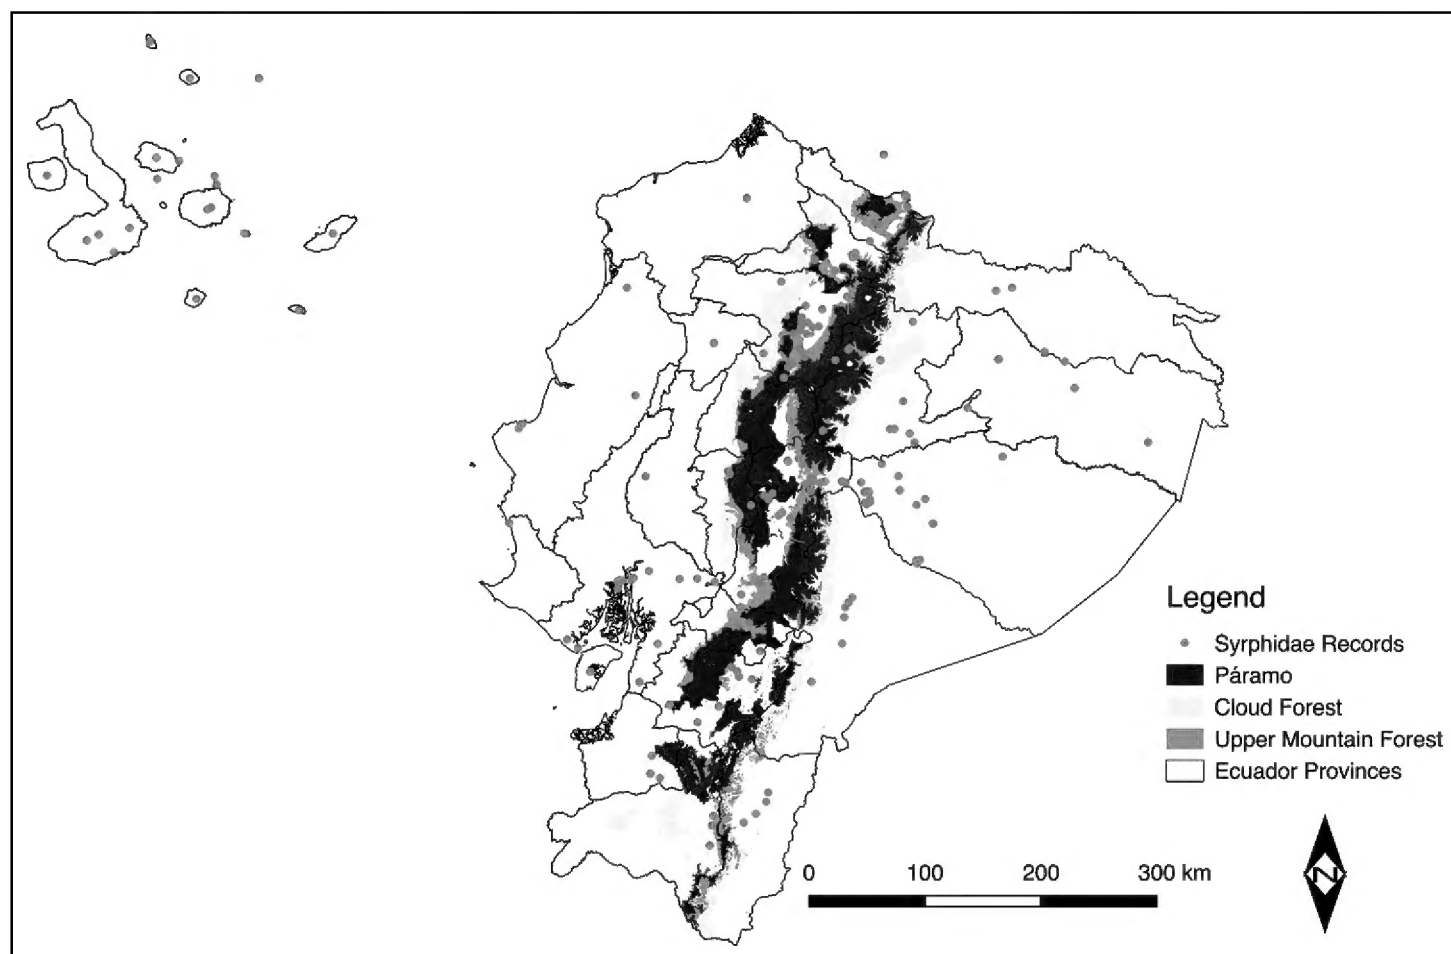 Legend
Syrphidae Records
Páramo
Cloud Forest
Upper Mountain Forest
Ecuador Provinces
0 100 200 300 km
N